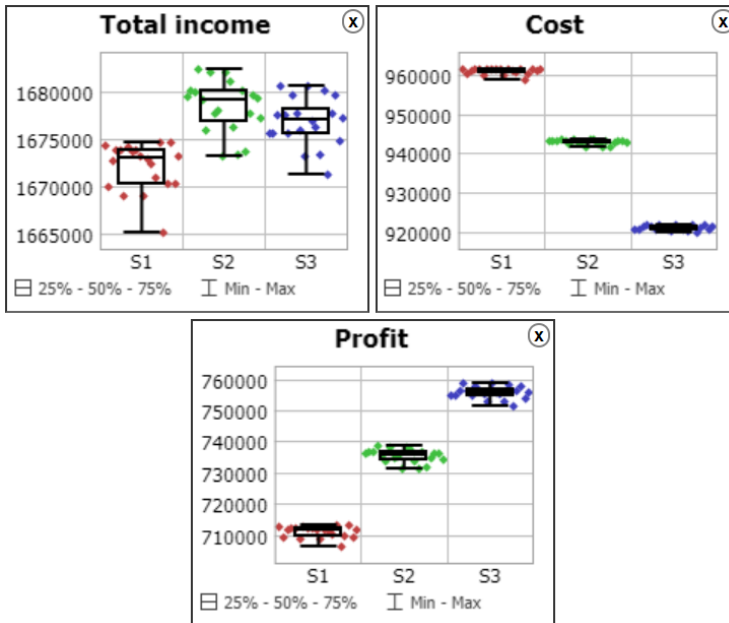 Total income
x
1680000
1675000
1670000
1665000
S1 S2 S3
25% - 50% - 75% Min - Max
Cost
x
960000
950000
940000
930000
920000
S1 S2 S3
25% - 50% - 75% Min - Max
Profit
x
760000
750000
740000
730000
720000
710000
S1 S2 S3
25% - 50% - 75% Min - Max